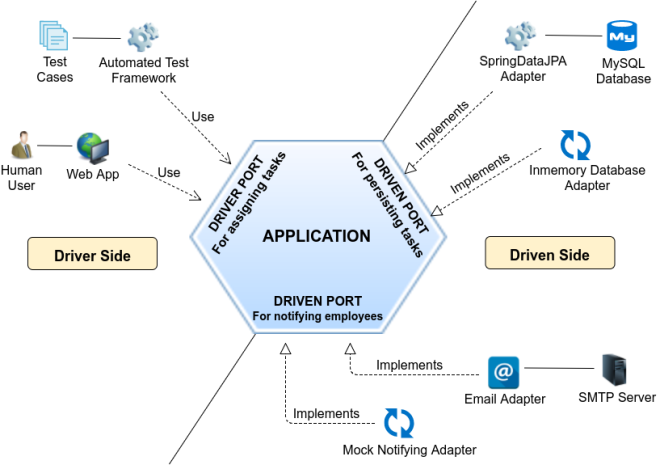 Test
Cases
Automated Test
Framework
SpringDataJPA
Adapter
My
MySQL
Database
Use
Implements
Human
User
Web App
Use
Implements
Inmemory Database
Adapter
DRIVER PORT
For assigning tasks
DRIVEN PORT
For persisting tasks
APPLICATION
Driver Side
Driven Side
DRIVEN PORT
For notifying employees
Implements
@
Email Adapter
SMTP Server
Implements
Mock Notifying Adapter